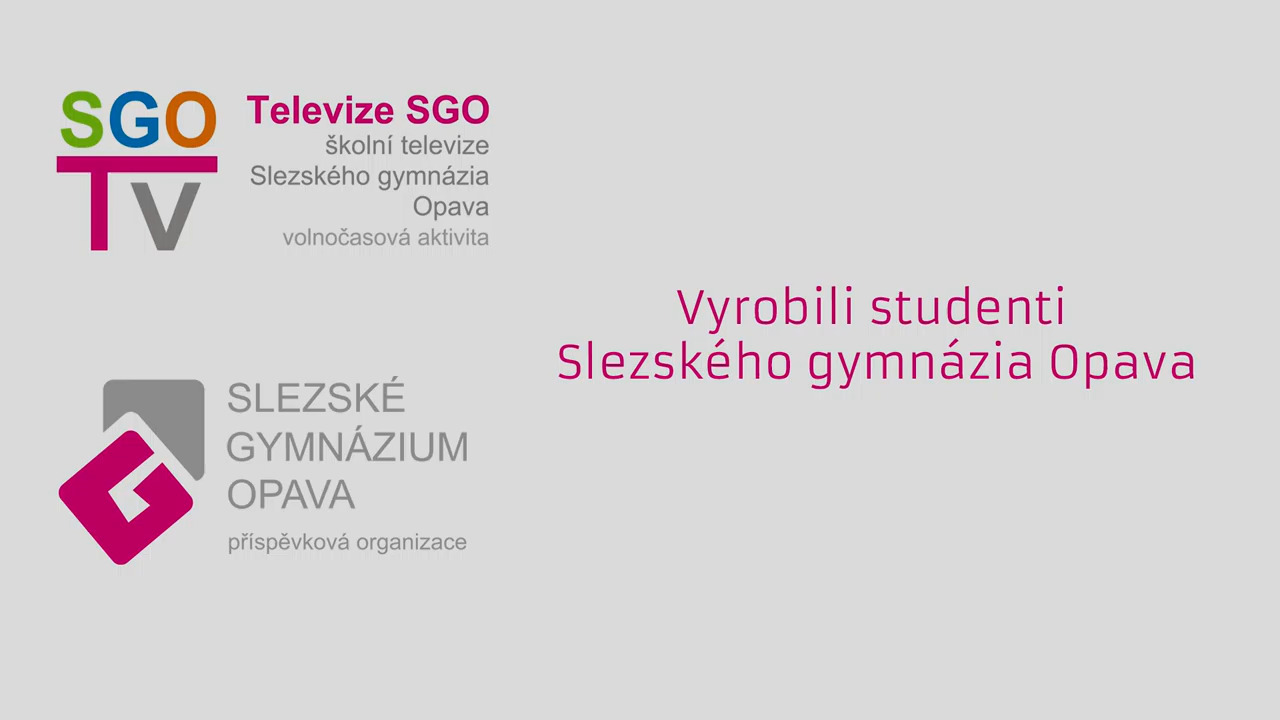 SGO
TV
Televize SGO
školní televize
Slezského gymnázia
Opava
volnočasová aktivita
Vyrobili studenti
Slezského gymnázia Opava
SLEZSKÉ
GYMNÁZIUM
OPAVA
příspěvková organizace